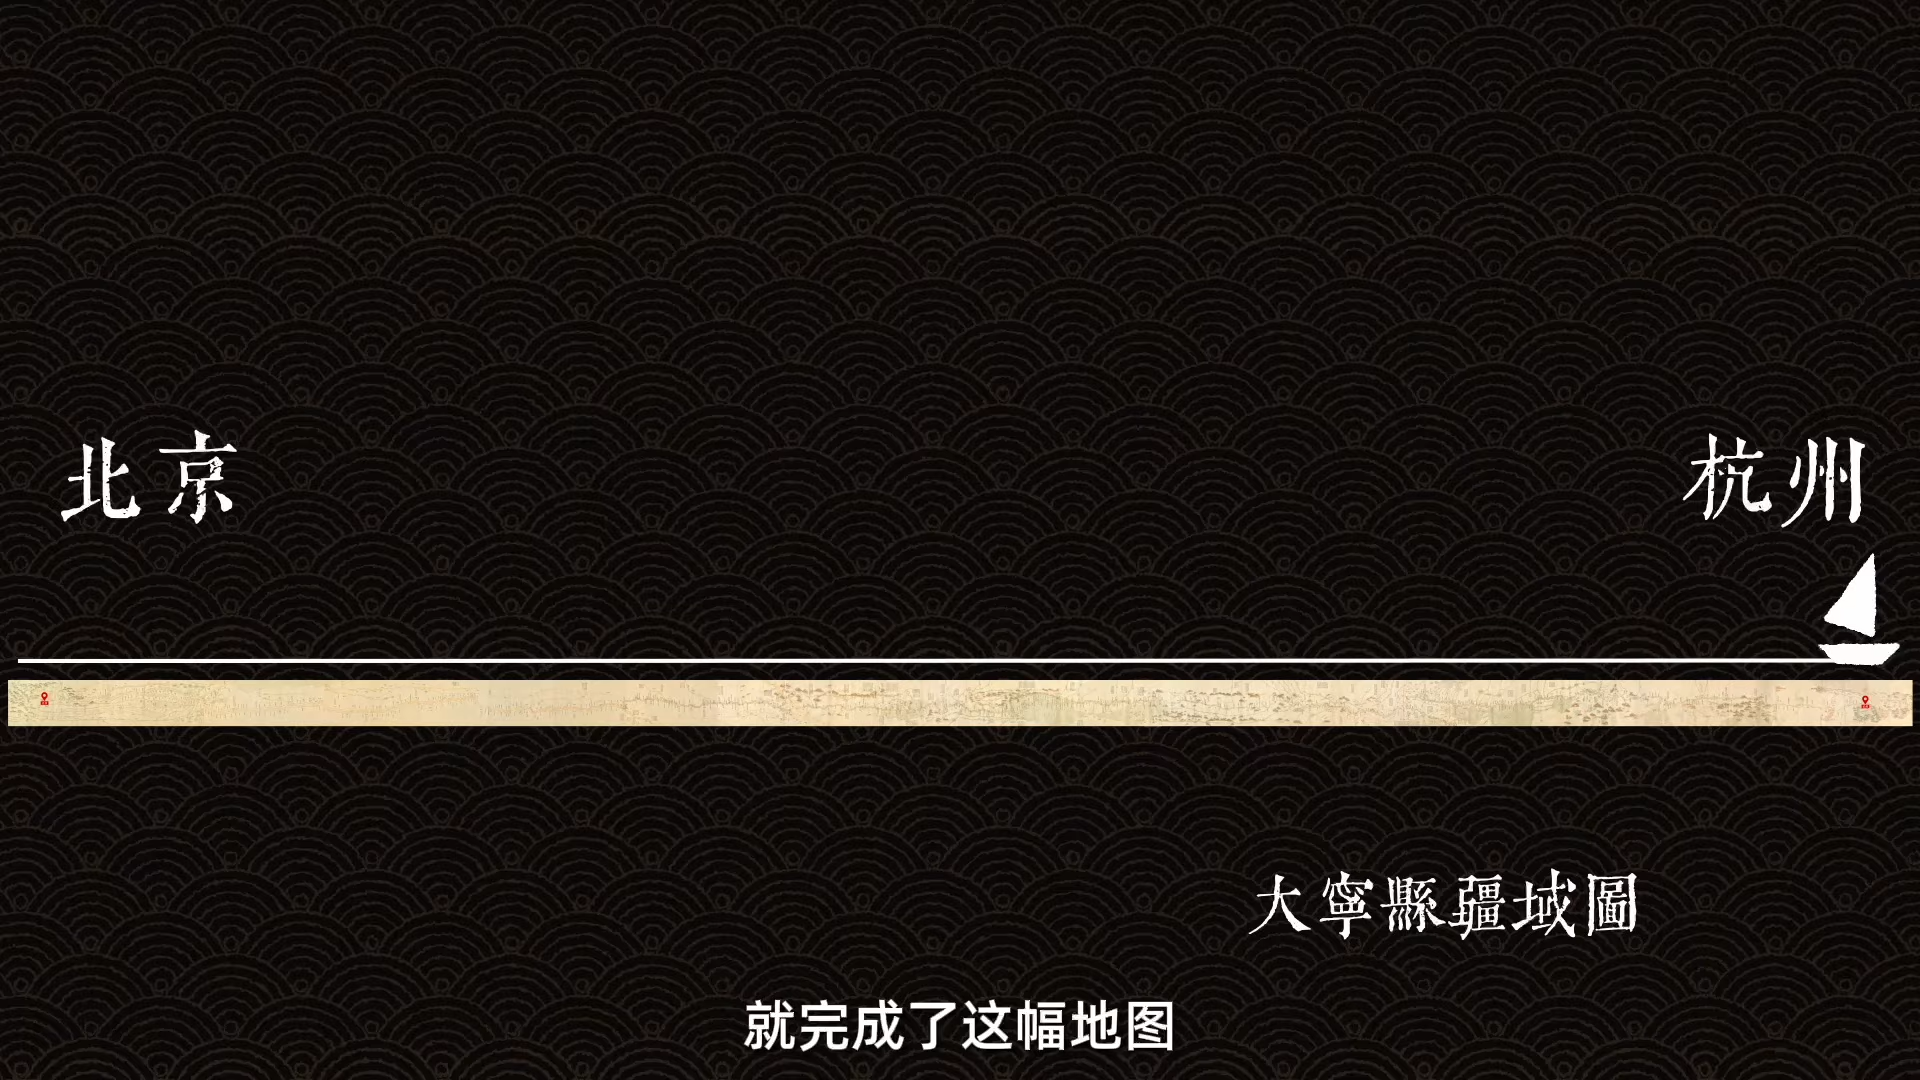 北京
杭州
大寧縣疆域圖
就完成了这幅地图